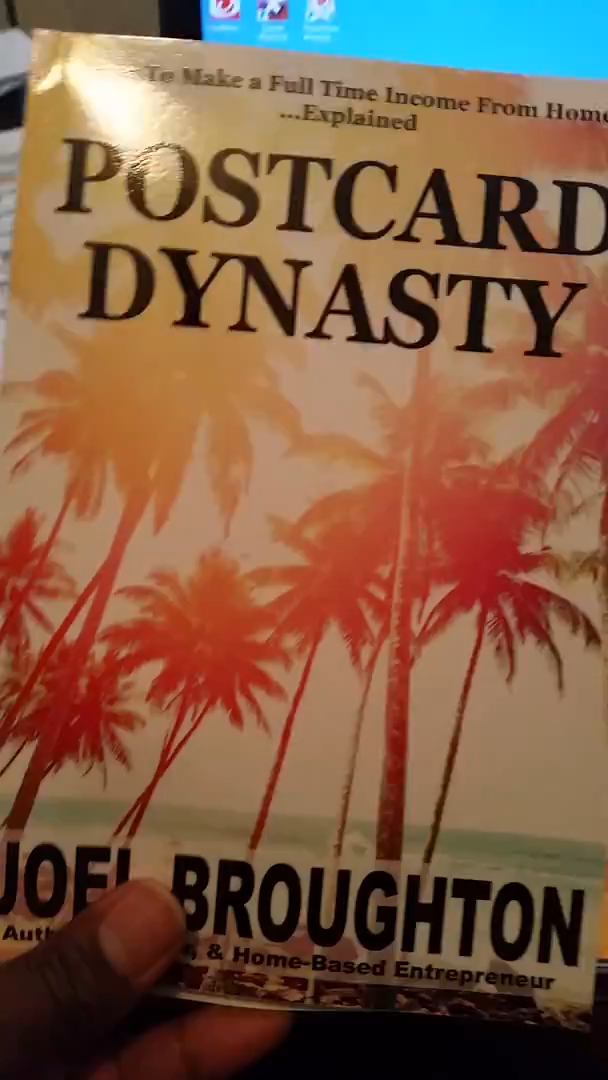 To Make a Full Time Income From Home
...Explained
POSTCARD
DYNASTY
JOEL BROUGHTON
& Home-Based Entrepreneur